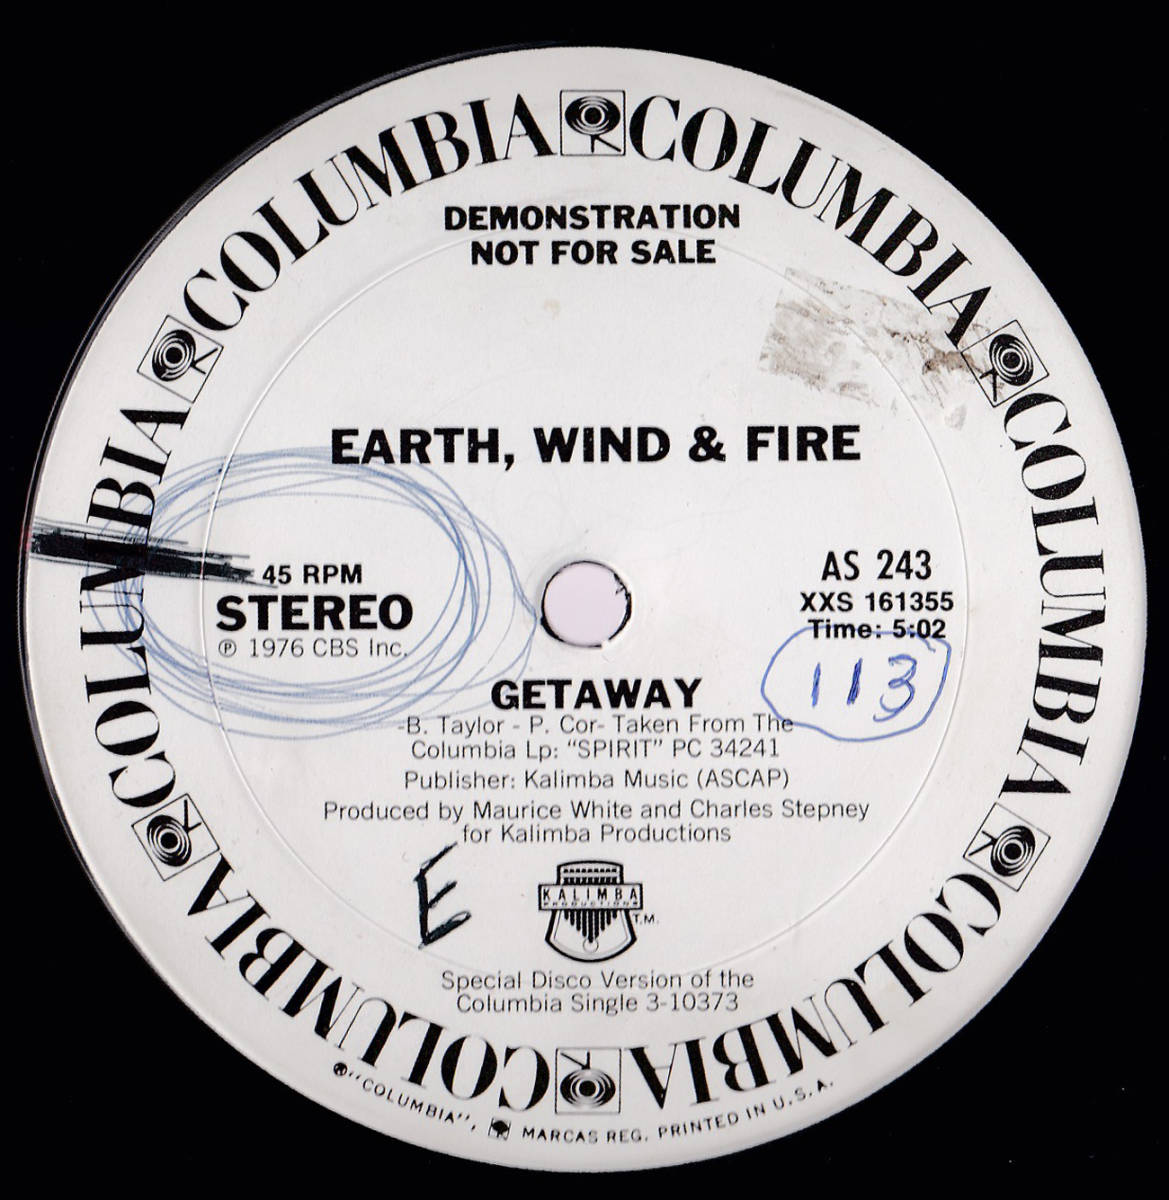 COLUMBIA COLUMBIA COLUMBIA COLUMBIA COLUMBIA COLUMBIA
DEMONSTRATION
NOT FOR SALE
EARTH, WIND & FIRE
45 RPM
STEREO
℗ 1976 CBS Inc.
AS 243
XXS 161355
Time: 5:02
113
GETAWAY
-B. Taylor - P. Cor- Taken From The
Columbia Lp: "SPIRIT" PC 34241
Publisher: Kalimba Music (ASCAP)
Produced by Maurice White and Charles Stepney
for Kalimba Productions
E
KALIMBA
PRODUCTIONS
T.M.
Special Disco Version of the
Columbia Single 3-10373
®"COLUMBIA", MARCAS REG. PRINTED IN U.S.A.